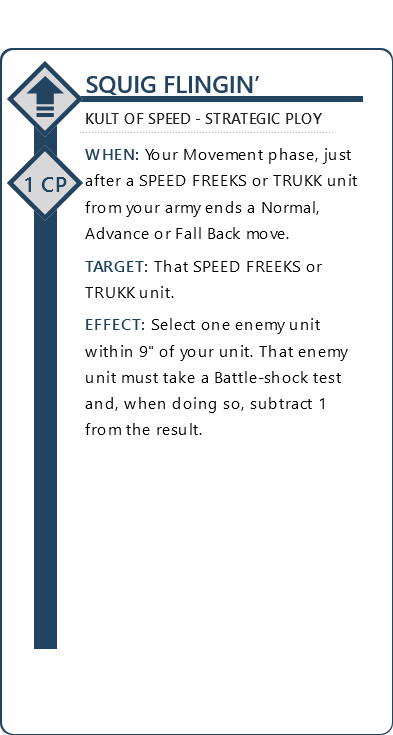 SQUIG FLINGIN’
KULT OF SPEED - STRATEGIC PLOY
1 CP
WHEN: Your Movement phase, just
after a SPEED FREEKS or TRUKK unit
from your army ends a Normal,
Advance or Fall Back move.
TARGET: That SPEED FREEKS or
TRUKK unit.
EFFECT: Select one enemy unit
within 9" of your unit. That enemy
unit must take a Battle-shock test
and, when doing so, subtract 1
from the result.